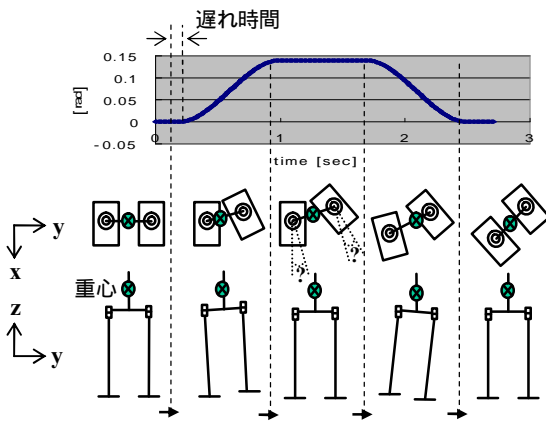 遅れ時間
0.15
0.1
0.05
0
-0.05
[rad]
0 1 2 3
time [sec]
y
x
? ?
重心
z
y